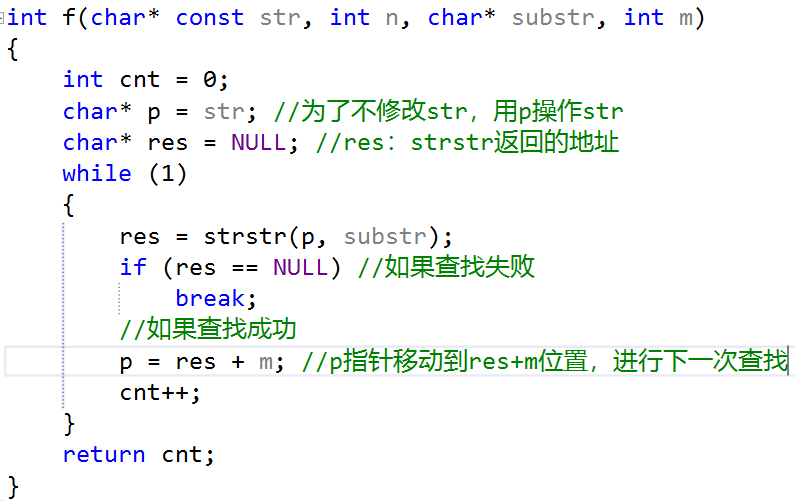 int f(char* const str, int n, char* substr, int m)
{
    int cnt = 0;
    char* p = str; //为了不修改str，用p操作str
    char* res = NULL; //res：strstr返回的地址
    while (1)
    {
        res = strstr(p, substr);
        if (res == NULL) //如果查找失败
            break;
        //如果查找成功
        p = res + m; //p指针移动到res+m位置，进行下一次查找
        cnt++;
    }
    return cnt;
}